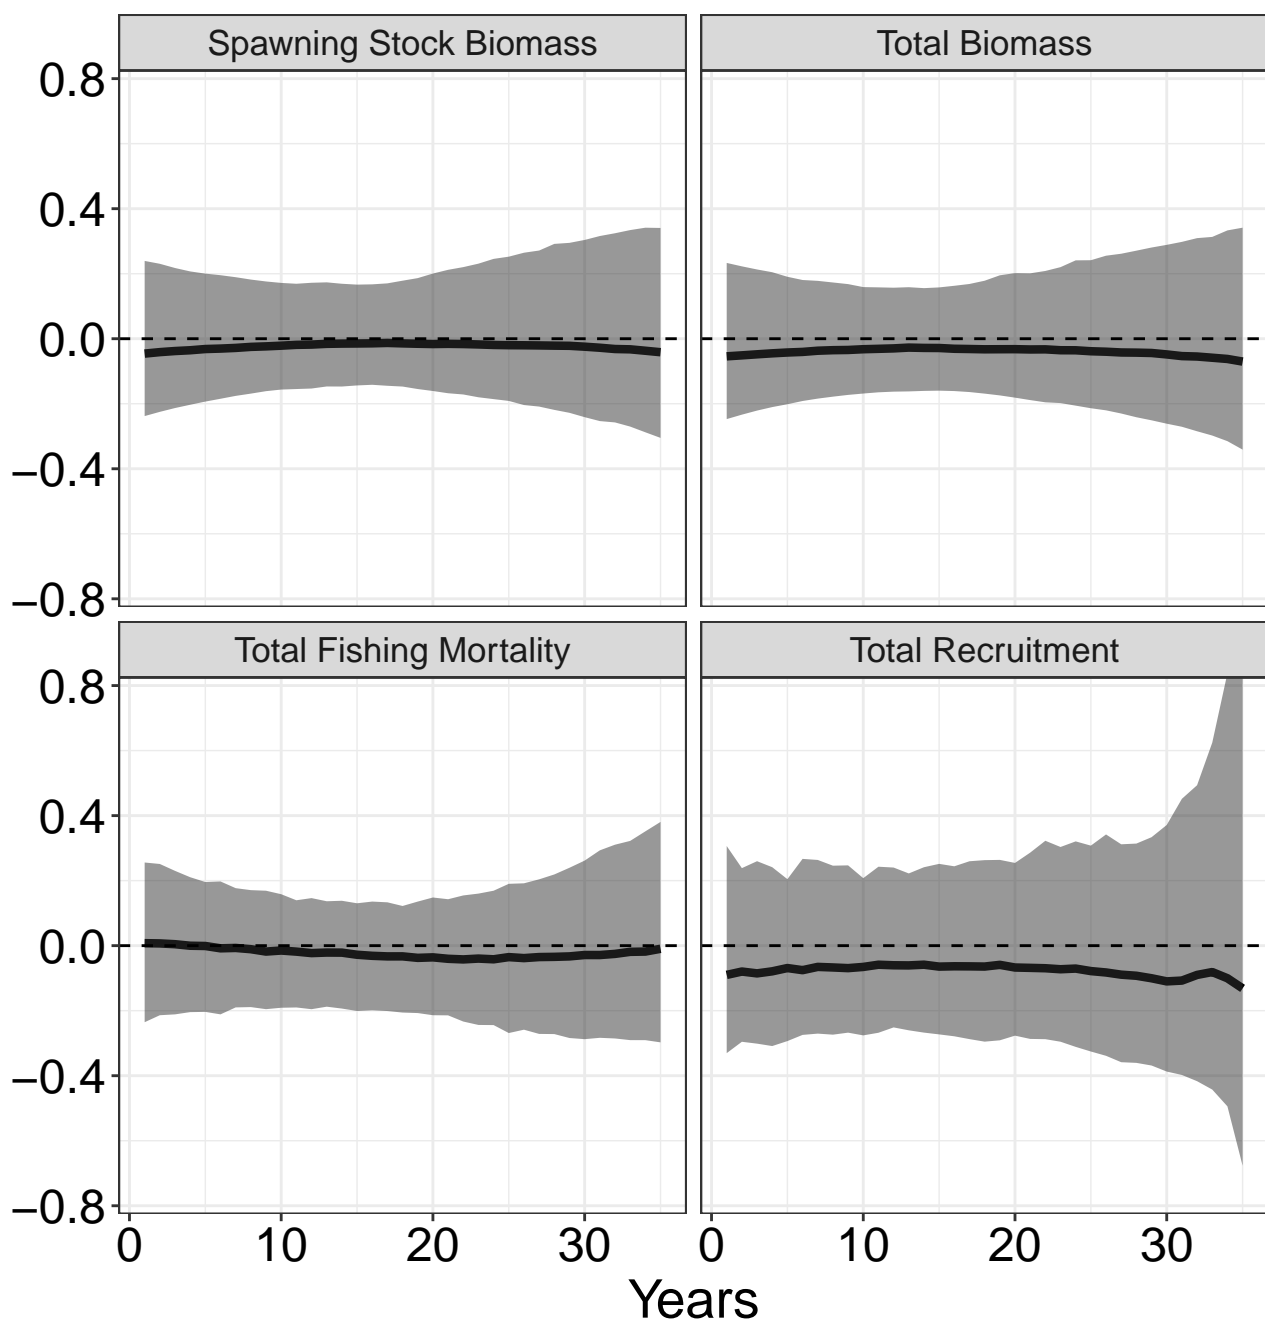 Spawning Stock Biomass
Total Biomass
0.8
0.4
0.0
−0.4
−0.8
Total Fishing Mortality
Total Recruitment
0.8
0.4
0.0
−0.4
−0.8
0 10 20 30
0 10 20 30
Years